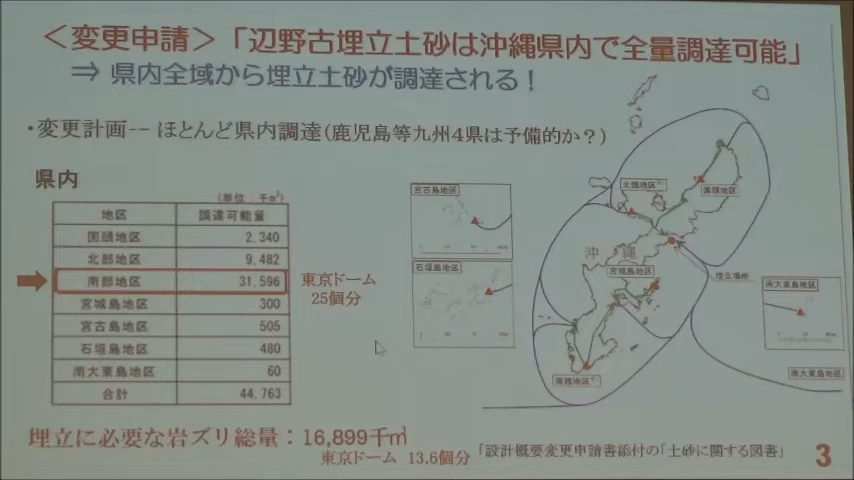 ＜変更申請＞「辺野古埋立土砂は沖縄県内で全量調達可能」
⇒ 県内全域から埋立土砂が調達される！
・変更計画-- ほとんど県内調達(鹿児島等九州４県は予備的か？)
県内
(単位：千㎥)
地区 調達可能量
国頭地区 2,340
北部地区 9,482
南部地区 31,596
宮城島地区 300
宮古島地区 505
石垣島地区 480
南大東島地区 60
合計 44,763
東京ドーム
25個分
宮古島地区
石垣島地区
北部地区
国頭地区
沖縄
宮城島地区
埋立場所
南大東島地区
南大東島地区
南部地区
埋立に必要な岩ズリ総量：16,899千㎥
東京ドーム 13.6個分
「設計概要変更申請書添付の「土砂に関する図書」
3